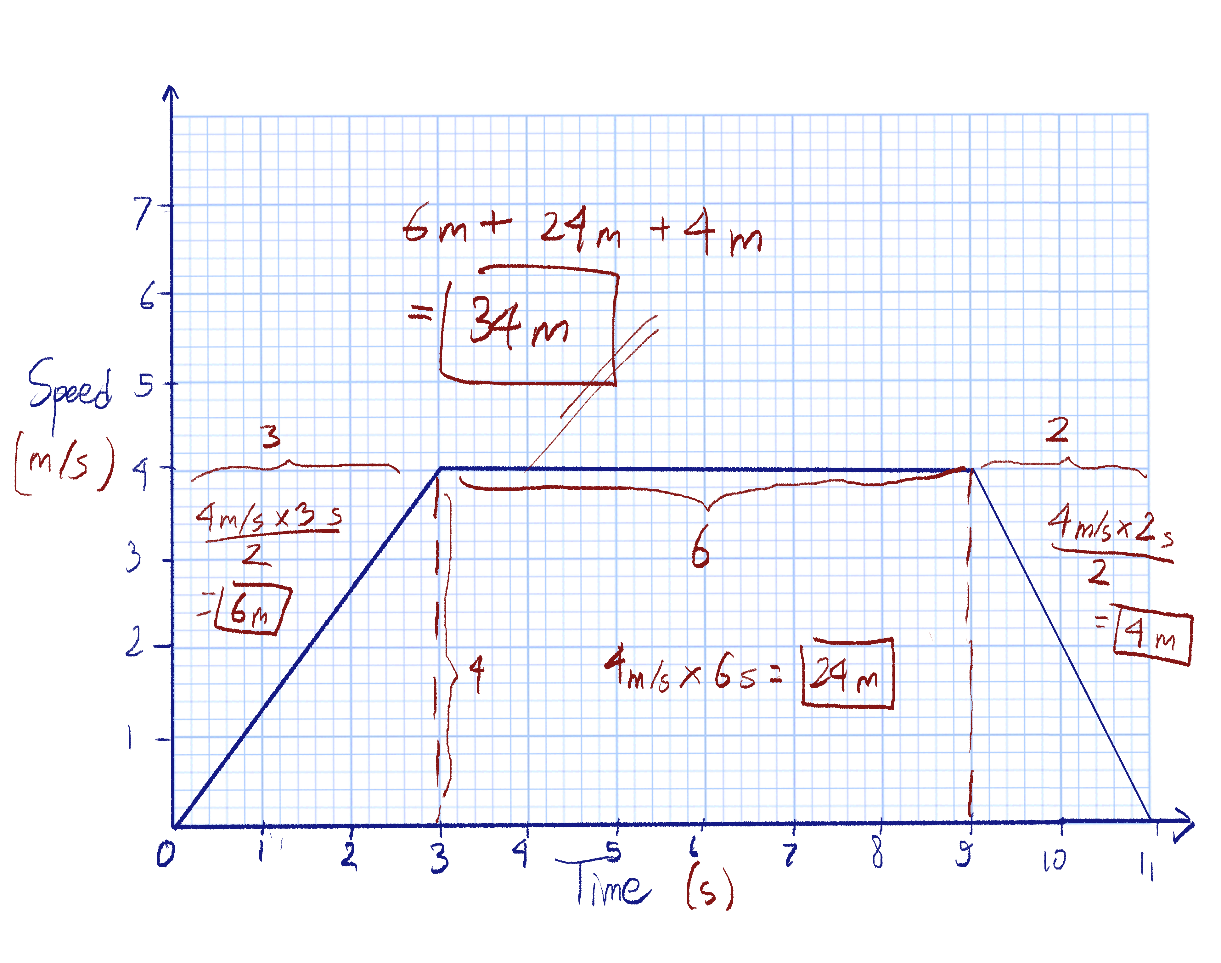 7
6m + 24m + 4m
6
= 34m
Speed
5
(m/s)
4
3
6
2
4m/s × 3 s
2
= 6m
4m/s × 2s
2
= 4m
3
2
4
4m/s × 6s = 24m
1
0 1 2 3 4 5 6 7 8 9 10 11
Time (s)